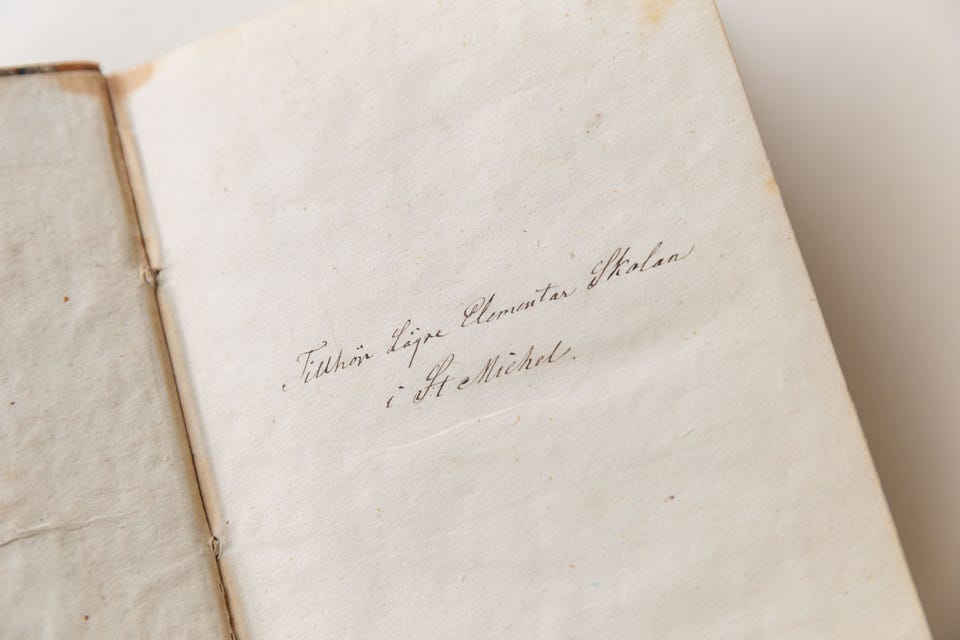 Tillhör Lägre Elementar Skolan
i St Michel.